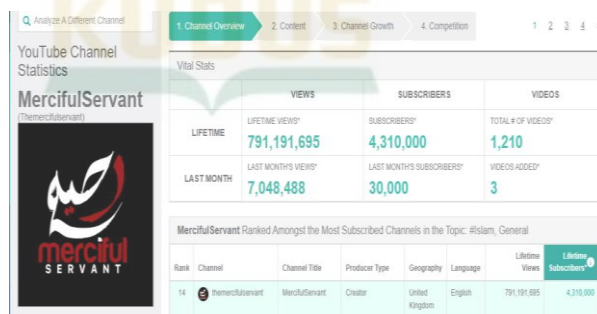 KUDUS
Analyze A Different Channel
1. Channel Overview 2. Content 3. Channel Growth 4. Competition 1 2 3 4
YouTube Channel
Statistics
MercifulServant
(Themercifulservant)
merciful
SERVANT
Vital Stats
VIEWS SUBSCRIBERS VIDEOS
LIFETIME
LIFETIME VIEWS* SUBSCRIBERS* TOTAL # OF VIDEOS*
791,191,695 4,310,000 1,210
LAST MONTH
LAST MONTH'S VIEWS* LAST MONTH'S SUBSCRIBERS* VIDEOS ADDED*
7,048,488 30,000 3
MercifulServant Ranked Amongst the Most Subscribed Channels in the Topic: #Islam, General
Rank Channel Channel Title Producer Type Geography Language Lifetime Views Lifetime Subscribers*
14 themercifulservant MercifulServant Creator United Kingdom English 791,191,695 4,310,000